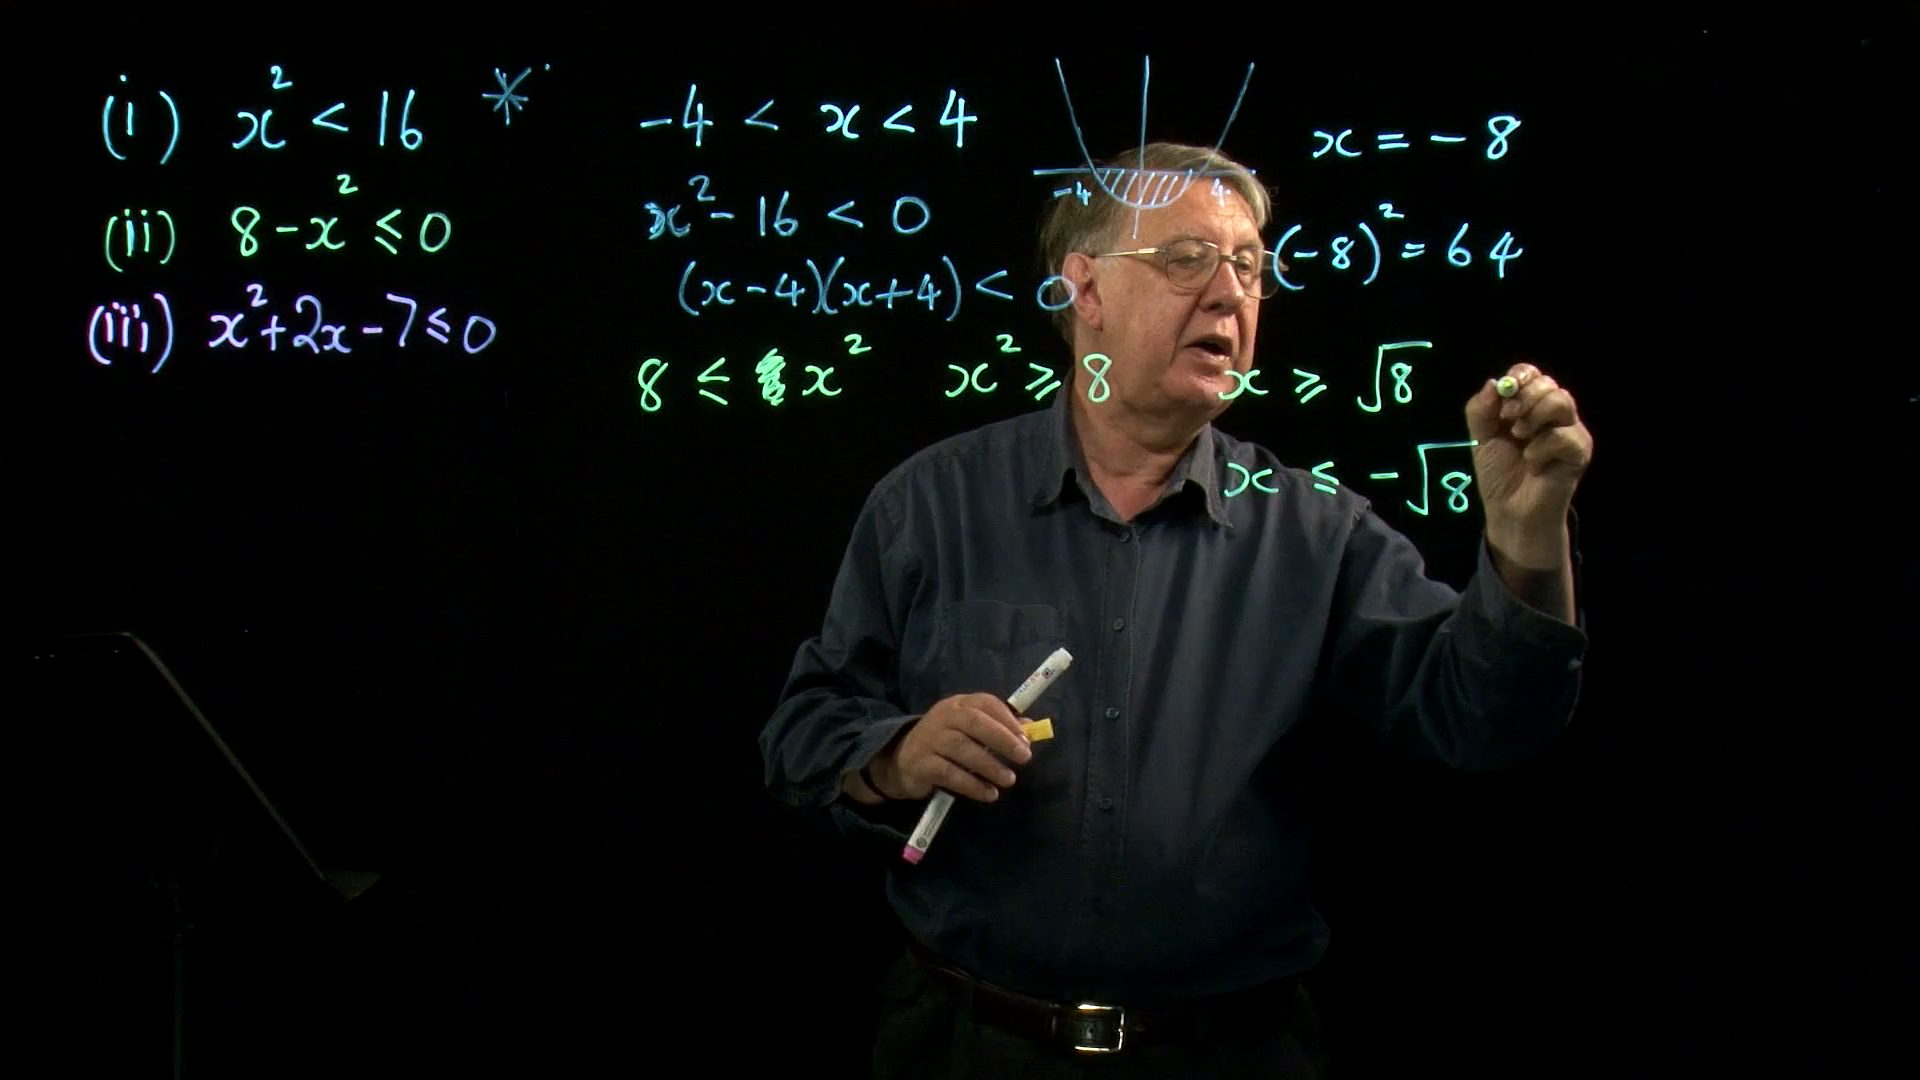 (i) x² < 16 *
(ii) 8 - x² ≤ 0
(iii) x² + 2x - 7 ≤ 0
-4 < x < 4
x² - 16 < 0
(x - 4)(x + 4) < 0
-4 4
x = -8
(-8)² = 64
8 ≤ x² x² ≥ 8 x ≥ √8
x ≤ -√8